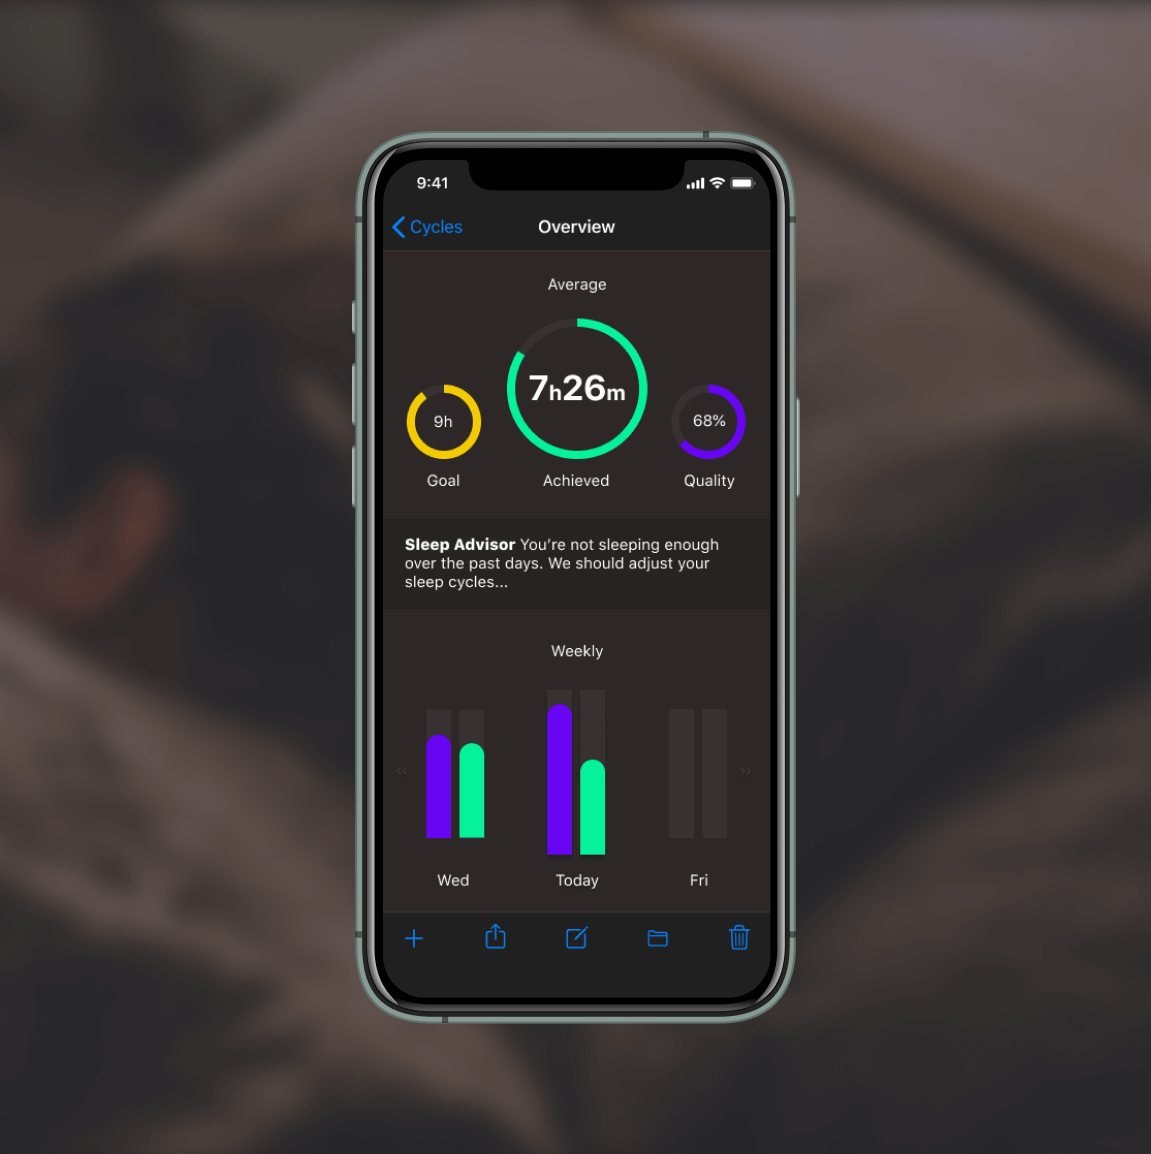 9:41
Cycles
Overview
Average
9h
7h26m
68%
Goal
Achieved
Quality
Sleep Advisor You’re not sleeping enough
over the past days. We should adjust your
sleep cycles...
Weekly
<<
>>
Wed
Today
Fri